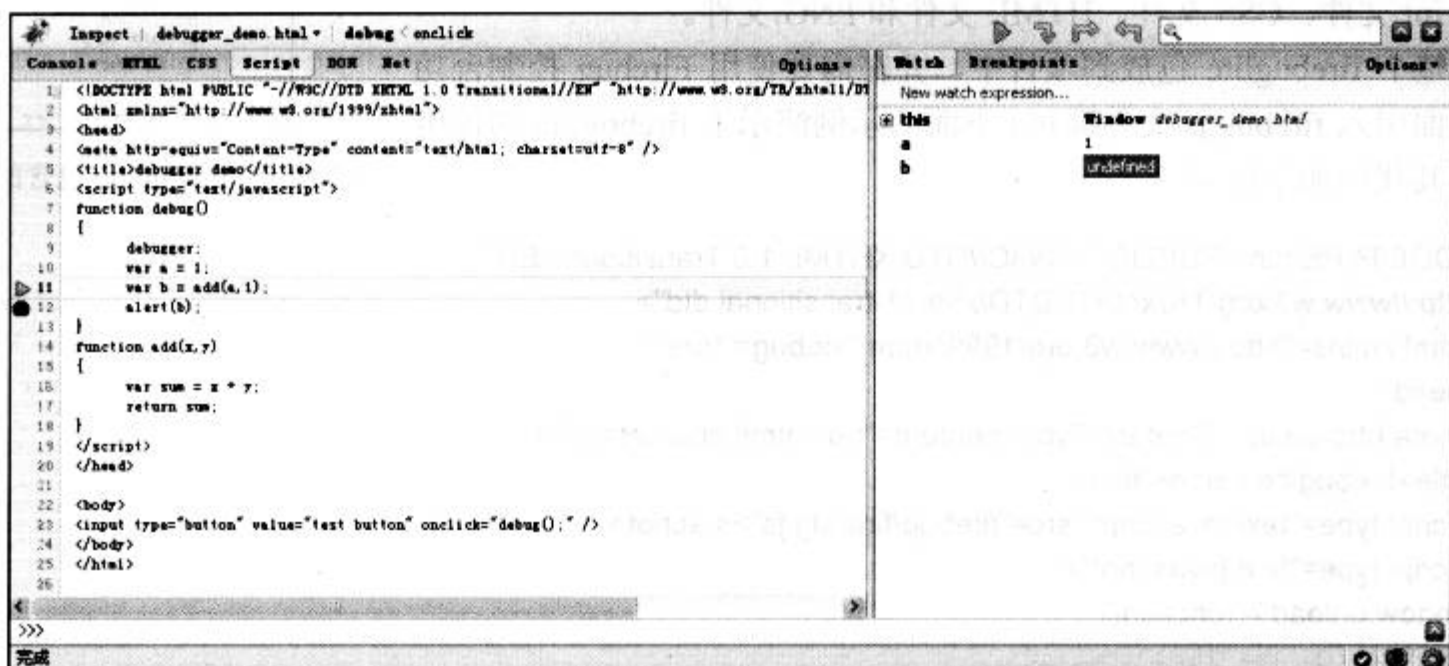 Inspect | debugger_demo.html | debug < onclick
Console HTML CSS Script DOM Net Options
1 <!DOCTYPE html PUBLIC "-//W3C//DTD XHTML 1.0 Transitional//EN" "http://www.w3.org/TR/xhtml1/DT
2 <html xmlns="http://www.w3.org/1999/xhtml">
3 <head>
4 <meta http-equiv="Content-Type" content="text/html; charset=utf-8" />
5 <title>debugger demo</title>
6 <script type="text/javascript">
7 function debug()
8 {
9 debugger;
10 var a = 1;
11 var b = add(a,1);
12 alert(b);
13 }
14 function add(x,y)
15 {
16 var sum = x * y;
17 return sum;
18 }
19 </script>
20 </head>
21
22 <body>
23 <input type="button" value="test button" onclick="debug();" />
24 </body>
25 </html>
26
>>>
完成
Watch Breakpoints Options
New watch expression...
this Window debugger_demo.html
a 1
b undefined